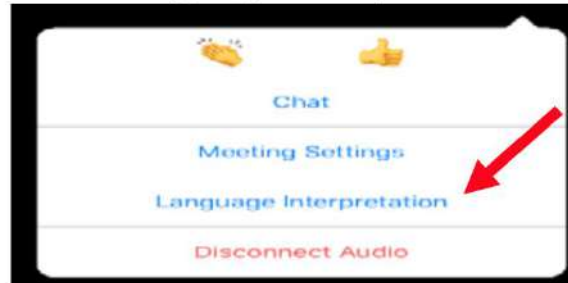 Chat
Meeting Settings
Language Interpretation
Disconnect Audio